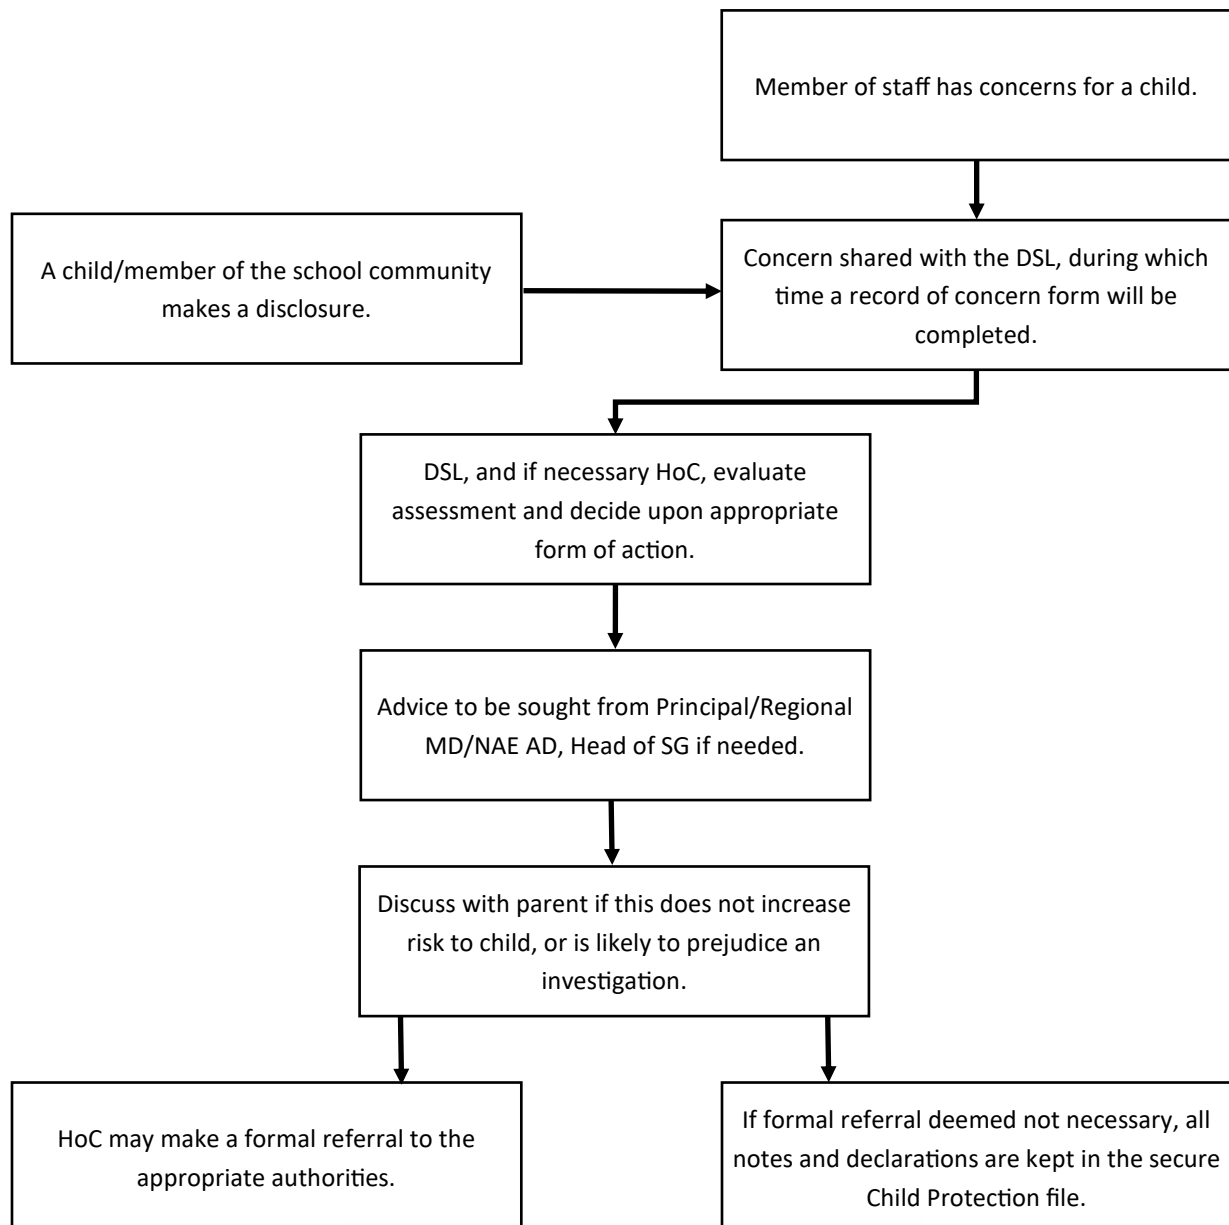 Member of staff has concerns for a child.
A child/member of the school community
makes a disclosure.
Concern shared with the DSL, during which
time a record of concern form will be
completed.
DSL, and if necessary HoC, evaluate
assessment and decide upon appropriate
form of action.
Advice to be sought from Principal/Regional
MD/NAE AD, Head of SG if needed.
Discuss with parent if this does not increase
risk to child, or is likely to prejudice an
investigation.
HoC may make a formal referral to the
appropriate authorities.
If formal referral deemed not necessary, all
notes and declarations are kept in the secure
Child Protection file.